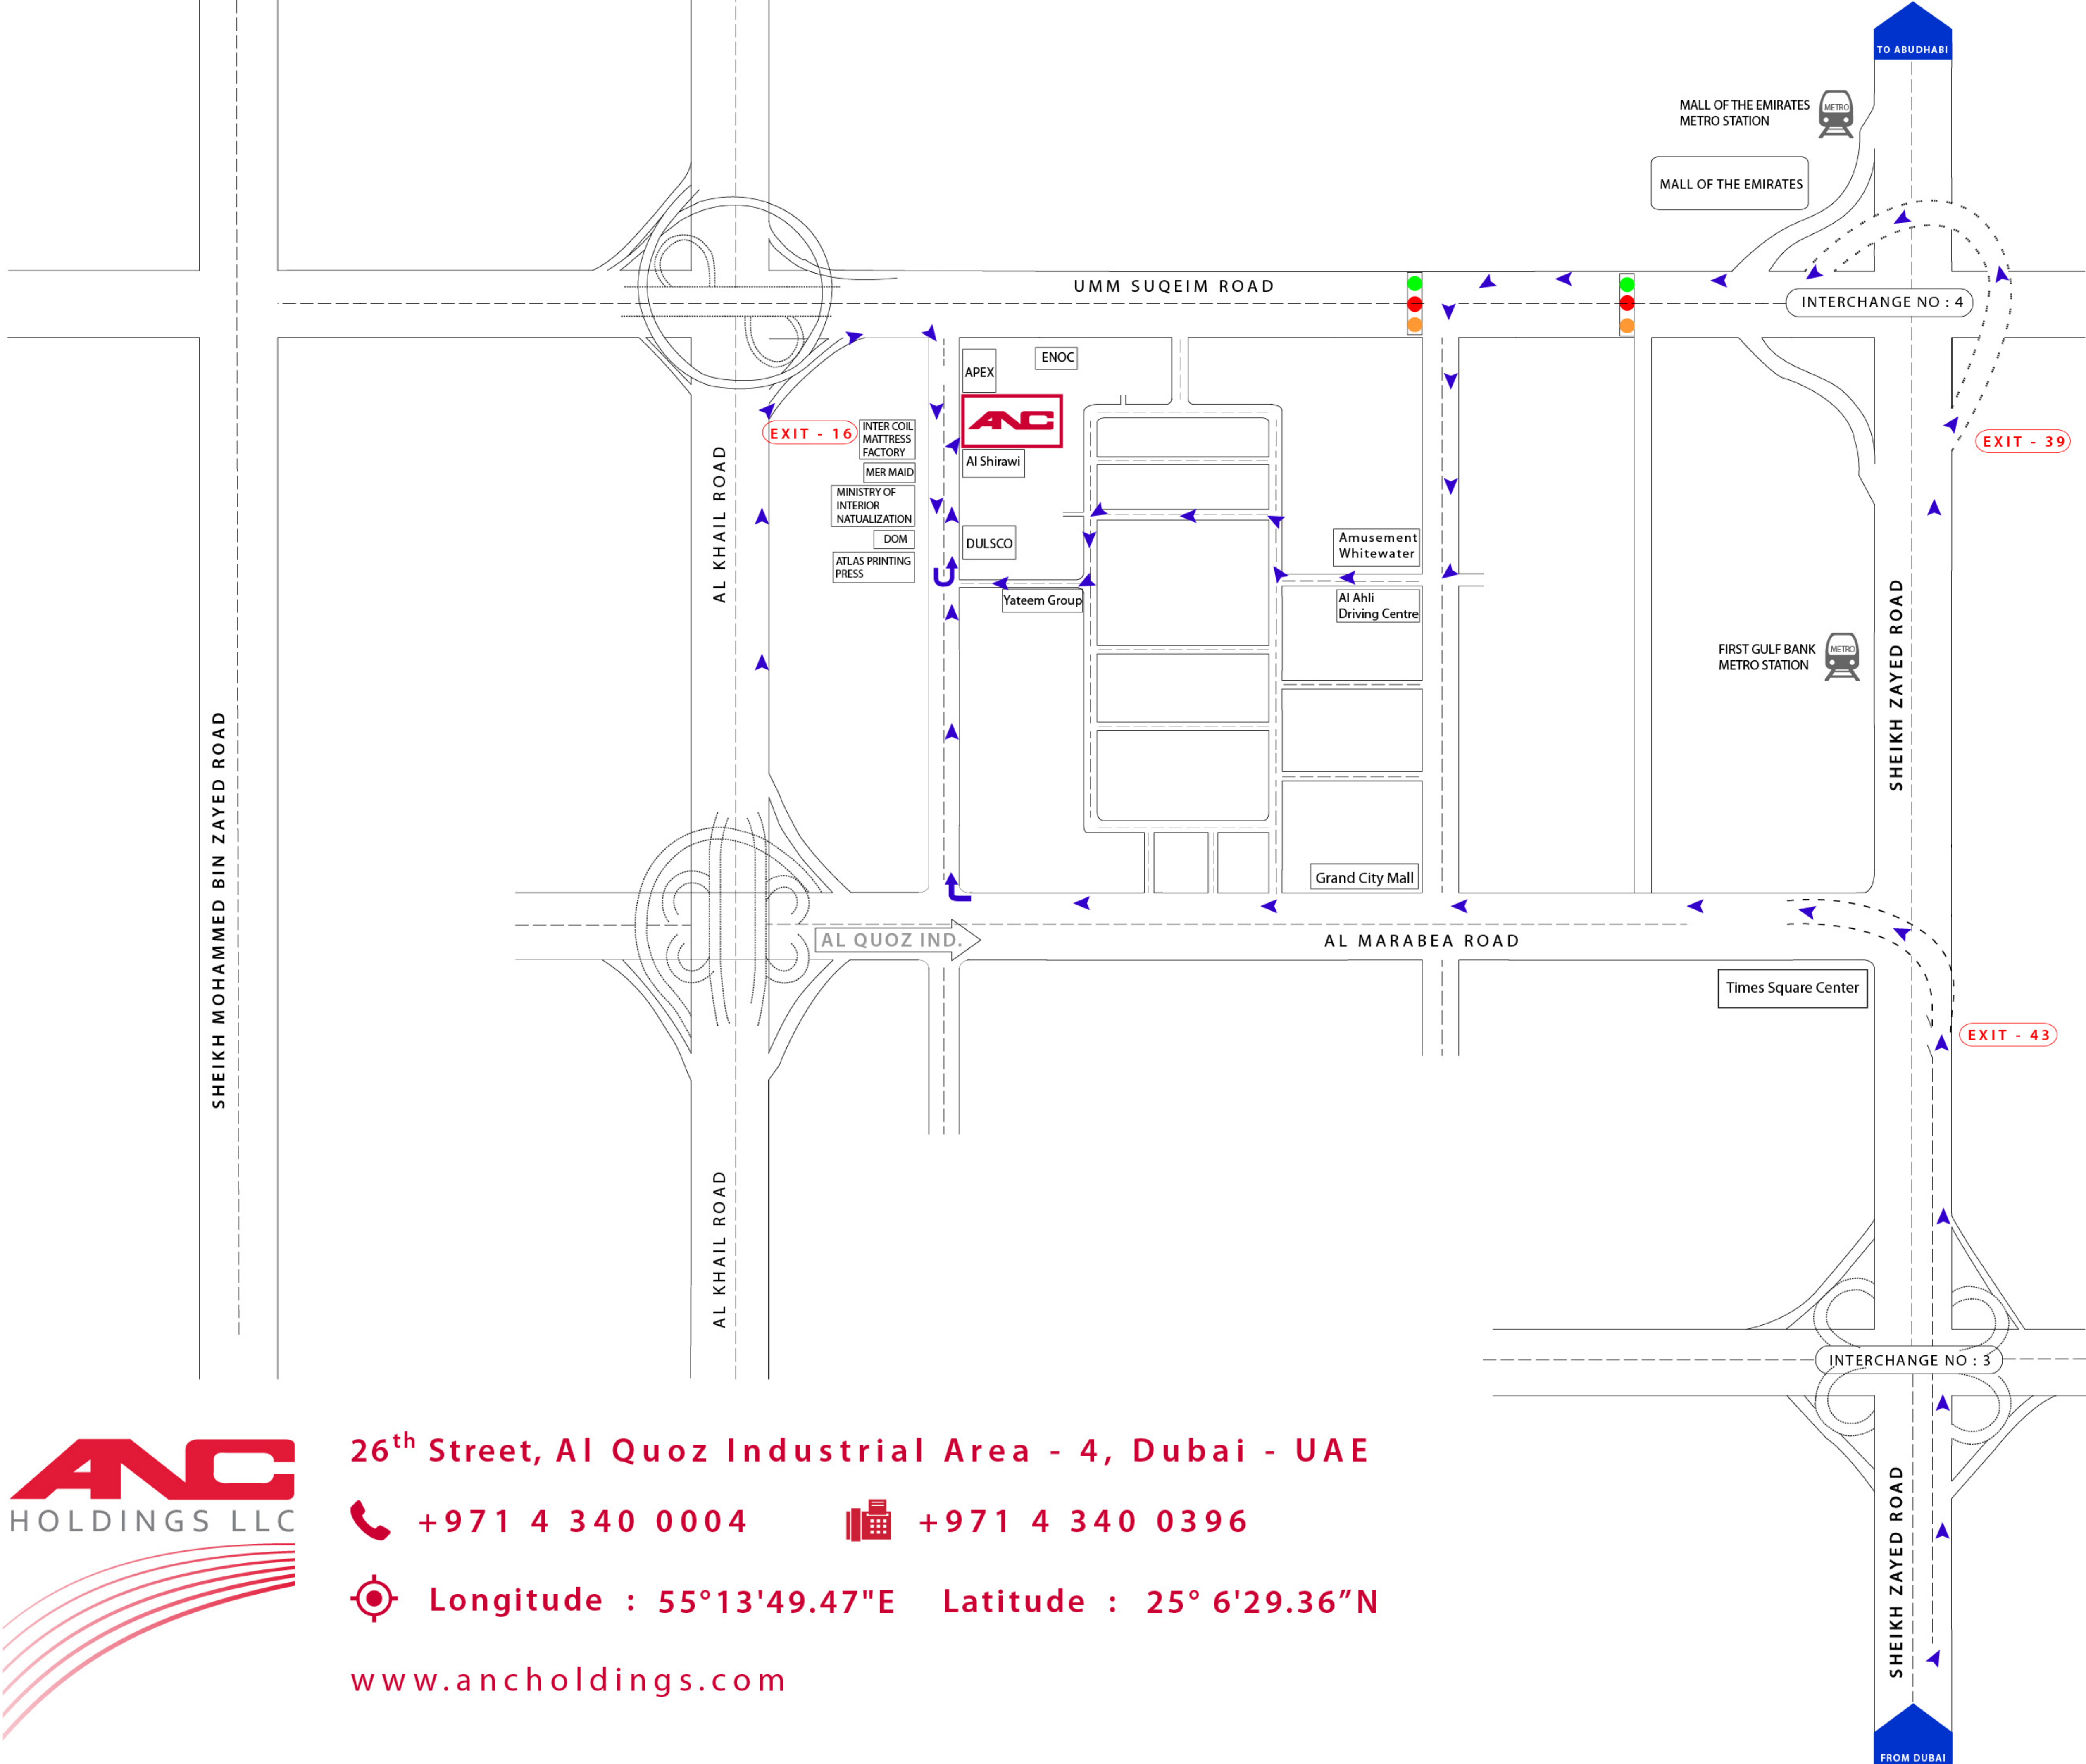 TO ABUDHABI
MALL OF THE EMIRATES
METRO STATION
METRO
MALL OF THE EMIRATES
UMM SUQEIM ROAD
INTERCHANGE NO : 4
APEX
ENOC
ANC
EXIT - 16
INTER COIL
MATTRESS
FACTORY
Al Shirawi
MER MAID
MINISTRY OF
INTERIOR
NATUALIZATION
DOM
ATLAS PRINTING
PRESS
DULSCO
Yateem Group
Amusement
Whitewater
Al Ahli
Driving Centre
EXIT - 39
AL KHAIL ROAD
SHEIKH ZAYED ROAD
FIRST GULF BANK
METRO STATION
METRO
SHEIKH MOHAMMED BIN ZAYED ROAD
Grand City Mall
AL QUOZ IND.
AL MARABEA ROAD
Times Square Center
EXIT - 43
AL KHAIL ROAD
INTERCHANGE NO : 3
SHEIKH ZAYED ROAD
FROM DUBAI
ANC
HOLDINGS LLC
26th Street, Al Quoz Industrial Area - 4, Dubai - UAE
+971 4 340 0004
+971 4 340 0396
Longitude : 55°13'49.47"E Latitude : 25° 6'29.36”N
www.ancholdings.com